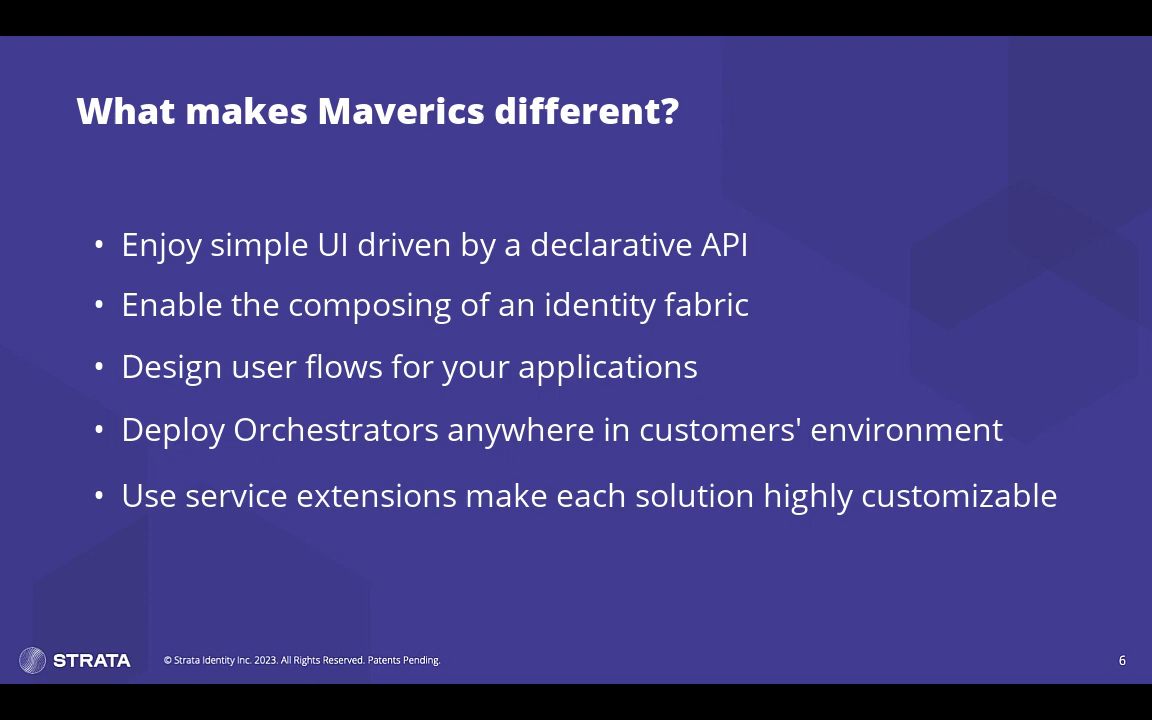 What makes Maverics different?
• Enjoy simple UI driven by a declarative API
• Enable the composing of an identity fabric
• Design user flows for your applications
• Deploy Orchestrators anywhere in customers' environment
• Use service extensions make each solution highly customizable
STRATA © Strata Identity Inc. 2023. All Rights Reserved. Patents Pending. 6